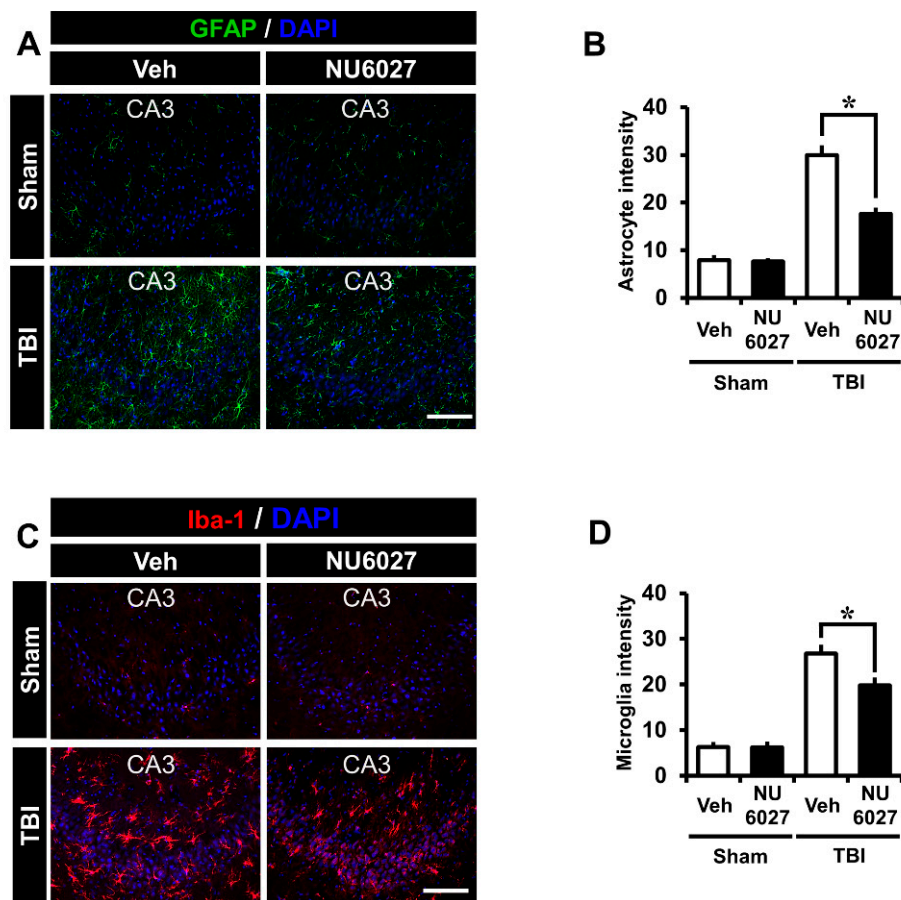 A
GFAP / DAPI
Veh
NU6027
Sham
CA3
CA3
TBI
CA3
CA3
B
Astrocyte intensity
40
30
20
10
0
*
Veh
NU
6027
Veh
NU
6027
Sham
TBI
C
Iba-1 / DAPI
Veh
NU6027
Sham
CA3
CA3
TBI
CA3
CA3
D
Microglia intensity
40
30
20
10
0
*
Veh
NU
6027
Veh
NU
6027
Sham
TBI